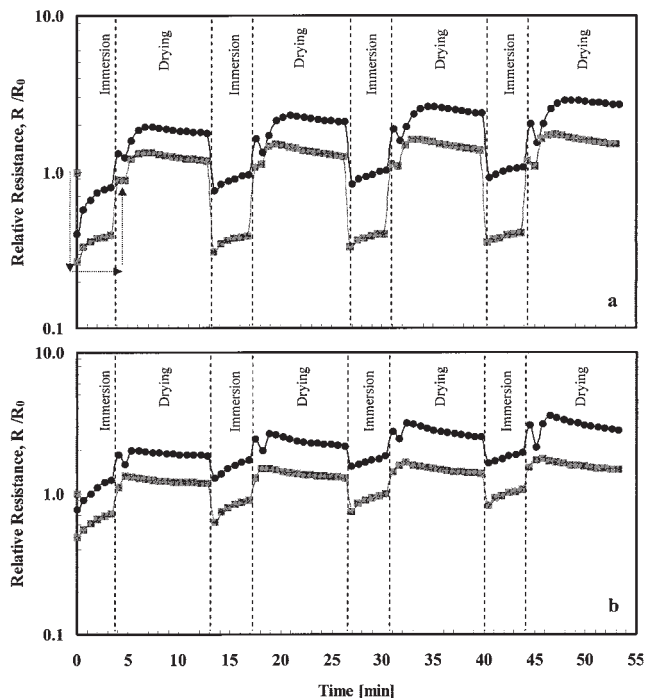 10.0
Immersion
Drying
Immersion
Drying
Immersion
Drying
Immersion
Drying
Relative Resistance, R /R0
1.0
a
0.1
10.0
Immersion
Drying
Immersion
Drying
Immersion
Drying
Immersion
Drying
Relative Resistance, R /R0
1.0
b
0.1
0 5 10 15 20 25 30 35 40 45 50 55
Time [min]